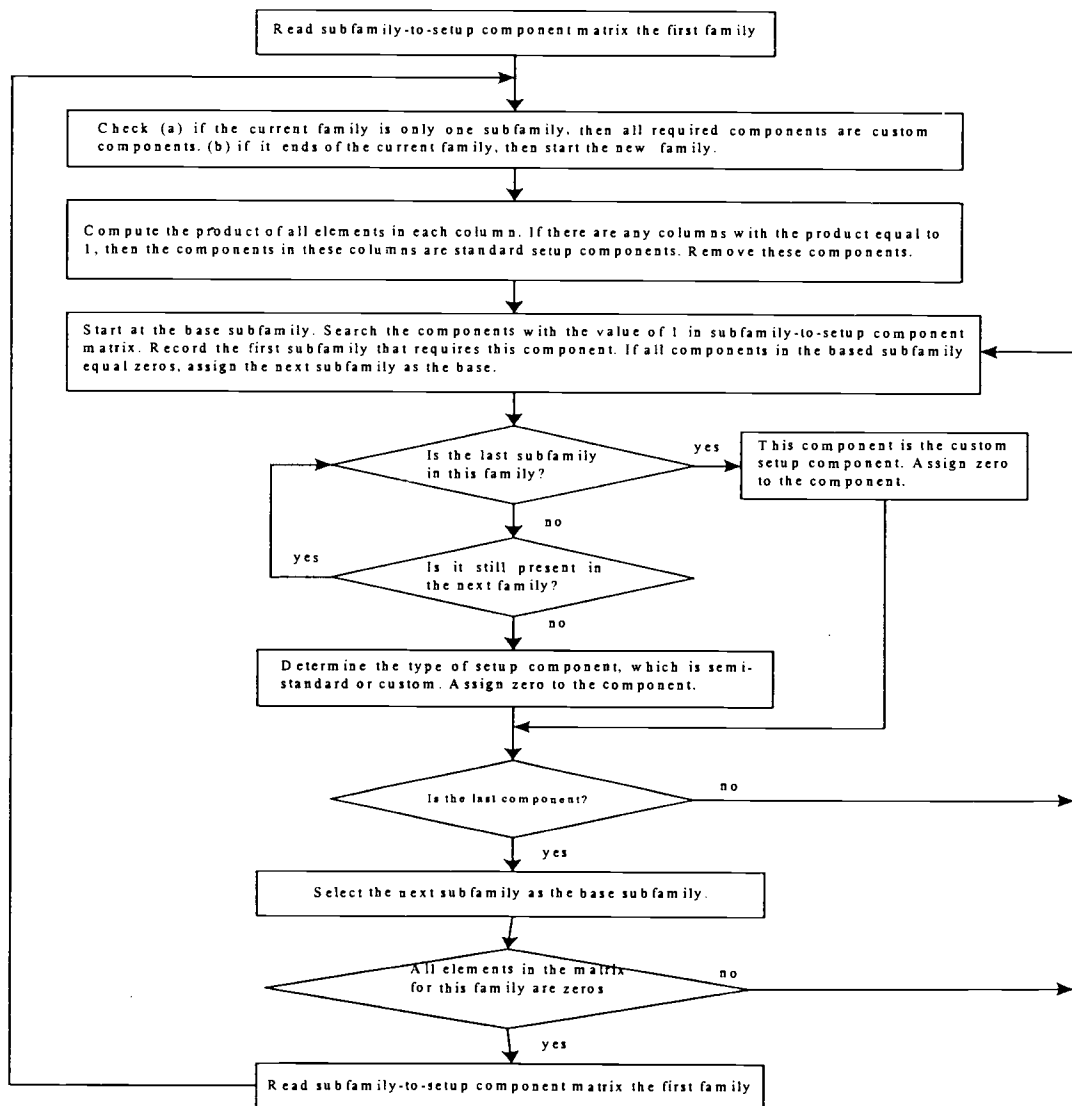 Read subfamily-to-setup component matrix the first family
Check (a) if the current family is only one subfamily, then all required components are custom
components. (b) if it ends of the current family, then start the new family.
Compute the product of all elements in each column. If there are any columns with the product equal to
1, then the components in these columns are standard setup components. Remove these components.
Start at the base subfamily. Search the components with the value of 1 in subfamily-to-setup component
matrix. Record the first subfamily that requires this component. If all components in the based subfamily
equal zeros, assign the next subfamily as the base.
Is the last subfamily
in this family?
yes
This component is the custom
setup component. Assign zero
to the component.
no
yes
Is it still present in
the next family?
no
Determine the type of setup component, which is semi-
standard or custom. Assign zero to the component.
Is the last component?
no
yes
Select the next subfamily as the base subfamily.
All elements in the matrix
for this family are zeros
no
yes
Read subfamily-to-setup component matrix the first family